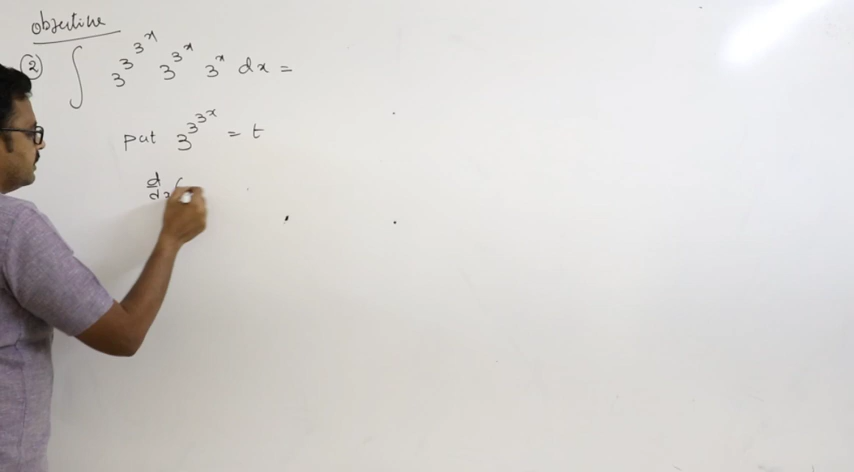 objective
② ∫ 3^{3^{3^x}} 3^{3^x} 3^x dx =
put 3^{3^{3^x}} = t
d/dx (